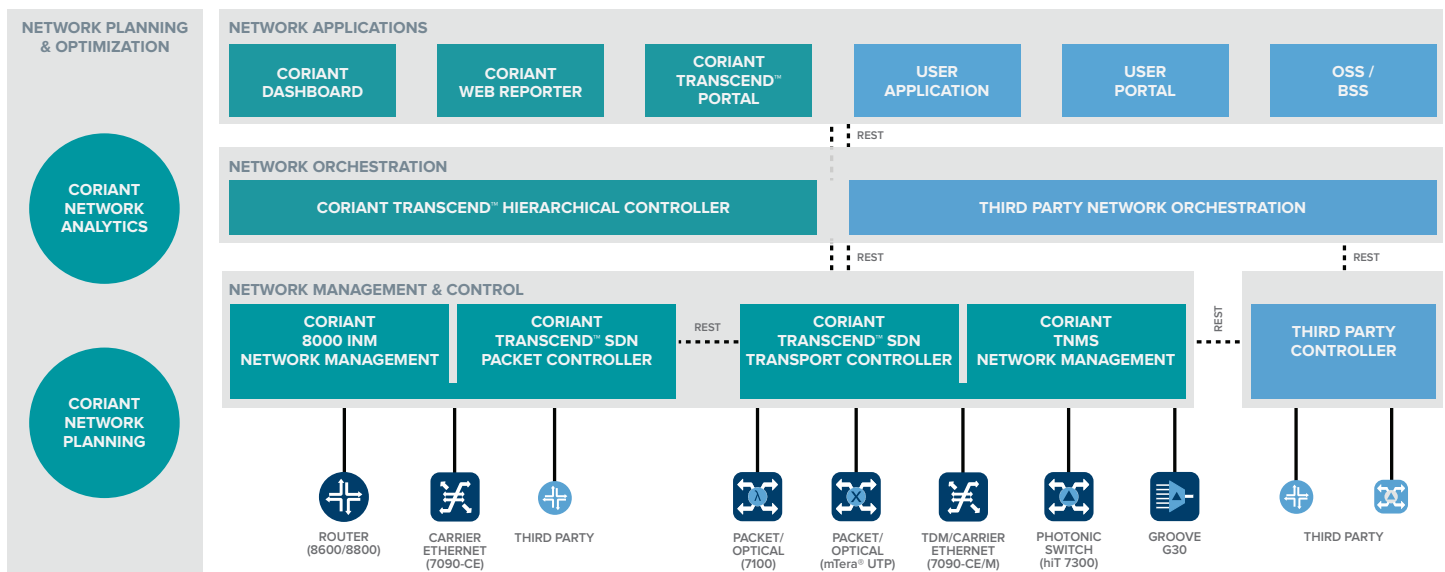 NETWORK PLANNING
& OPTIMIZATION
CORIANT
NETWORK
ANALYTICS
CORIANT
NETWORK
PLANNING
NETWORK APPLICATIONS
CORIANT
DASHBOARD
CORIANT
WEB REPORTER
CORIANT
TRANSCEND™
PORTAL
USER
APPLICATION
USER
PORTAL
OSS /
BSS
REST
NETWORK ORCHESTRATION
CORIANT TRANSCEND™ HIERARCHICAL CONTROLLER
THIRD PARTY NETWORK ORCHESTRATION
REST
REST
NETWORK MANAGEMENT & CONTROL
CORIANT
8000 INM
NETWORK MANAGEMENT
CORIANT
TRANSCEND™ SDN
PACKET CONTROLLER
REST
CORIANT
TRANSCEND™ SDN
TRANSPORT CONTROLLER
CORIANT
TNMS
NETWORK MANAGEMENT
REST
THIRD PARTY
CONTROLLER
ROUTER
(8600/8800)
CARRIER
ETHERNET
(7090-CE)
THIRD PARTY
λ
PACKET/
OPTICAL
(7100)
X
PACKET/
OPTICAL
(mTera® UTP)
TDM/CARRIER
ETHERNET
(7090-CE/M)
PHOTONIC
SWITCH
(hiT 7300)
GROOVE
G30
THIRD PARTY